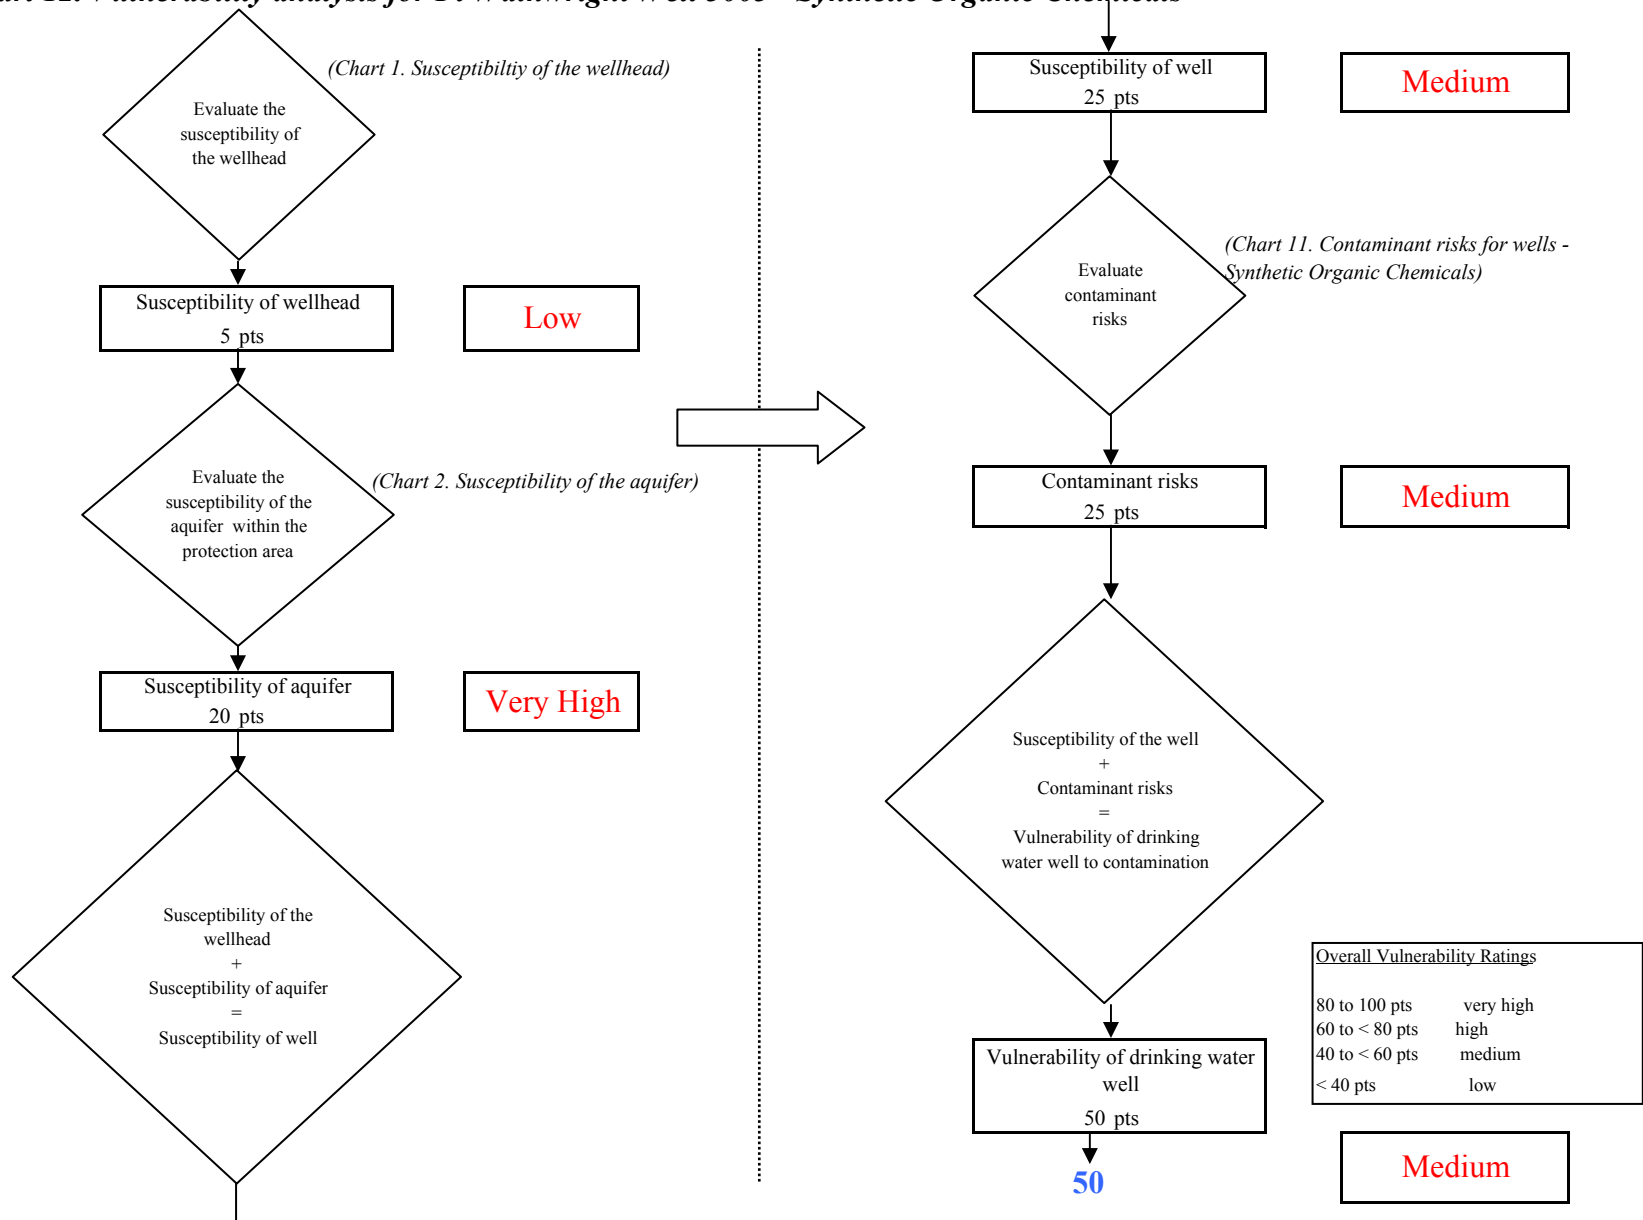 Vulnerability analysis for
Synthetic Organic Chemicals
(Chart 1. Susceptibiltiy of the wellhead)
Evaluate the
susceptibility of
the wellhead
Susceptibility of wellhead
5 pts
Low
Evaluate the
susceptibility of the
aquifer within the
protection area
(Chart 2. Susceptibility of the aquifer)
Susceptibility of aquifer
20 pts
Very High
Susceptibility of the
wellhead
+
Susceptibility of aquifer
=
Susceptibility of well
Susceptibility of well
25 pts
Medium
Evaluate
contaminant
risks
(Chart 11. Contaminant risks for wells -
Synthetic Organic Chemicals)
Contaminant risks
25 pts
Medium
Susceptibility of the well
+
Contaminant risks
=
Vulnerability of drinking
water well to contamination
Vulnerability of drinking water
well
50 pts
50
Overall Vulnerability Ratings
80 to 100 pts very high
60 to < 80 pts high
40 to < 60 pts medium
< 40 pts low
Medium